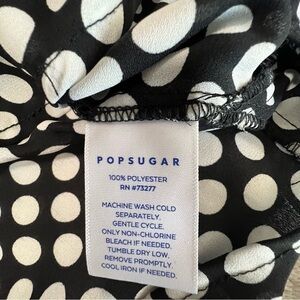 POPSUGAR
100% POLYESTER
RN #73277
MACHINE WASH COLD
SEPARATELY.
GENTLE CYCLE.
ONLY NON-CHLORINE
BLEACH IF NEEDED.
TUMBLE DRY LOW.
REMOVE PROMPTLY.
COOL IRON IF NEEDED.